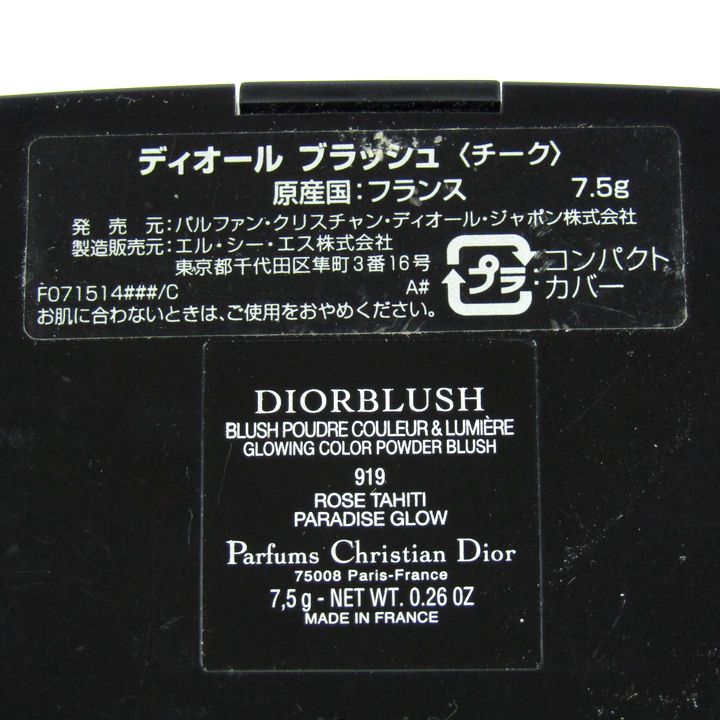 ディオール ブラッシュ〈チーク〉
原産国:フランス 7.5g
発売元:パルファン・クリスチャン・ディオール・ジャポン株式会社
製造販売元:エル・シー・エス株式会社
東京都千代田区隼町3番16号
プラ :コンパクト
カバー
F071514###/C A#
お肌に合わないときは、ご使用をおやめください。
DIORBLUSH
BLUSH POUDRE COULEUR & LUMIÈRE
GLOWING COLOR POWDER BLUSH
919
ROSE TAHITI
PARADISE GLOW
Parfums Christian Dior
75008 Paris-France
7,5 g - NET WT. 0.26 OZ
MADE IN FRANCE